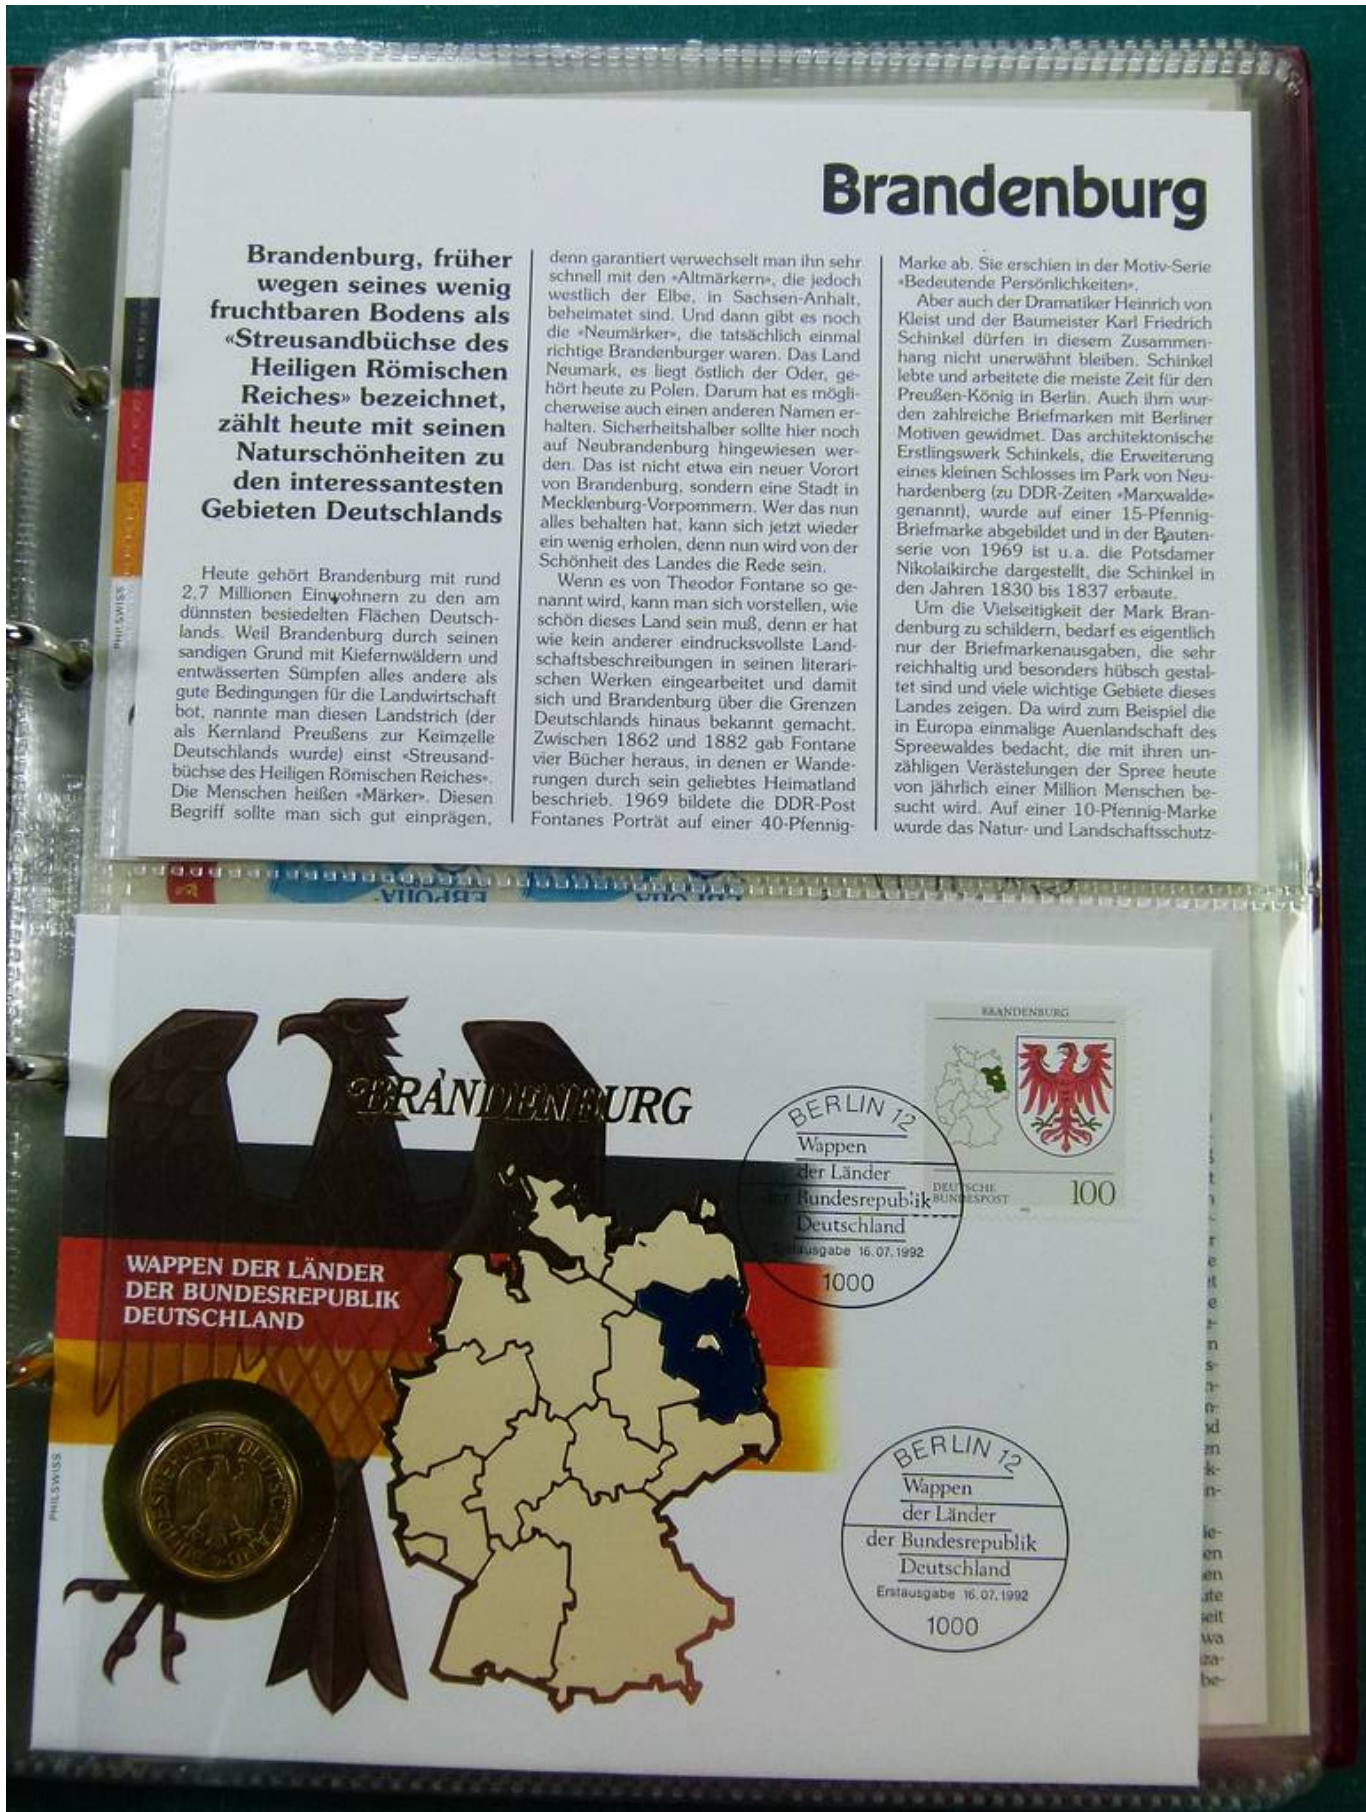 Brandenburg
Brandenburg, früher
wegen seines wenig
fruchtbaren Bodens als
«Streusandbüchse des
Heiligen Römischen
Reiches» bezeichnet,
zählt heute mit seinen
Naturschönheiten zu
den interessantesten
Gebieten Deutschlands
Heute gehört Brandenburg mit rund
2,7 Millionen Einwohnern zu den am
dünnsten besiedelten Flächen Deutsch-
lands. Weil Brandenburg durch seinen
sandigen Grund mit Kiefernwäldern und
entwässerten Sümpfen alles andere als
gute Bedingungen für die Landwirtschaft
bot, nannte man diesen Landstrich (der
als Kernland Preußens zur Keimzelle
Deutschlands wurde) einst «Streusand-
büchse des Heiligen Römischen Reiches».
Die Menschen heißen «Märker». Diesen
Begriff sollte man sich gut einprägen,
denn garantiert verwechselt man ihn sehr
schnell mit den «Altmärkern», die jedoch
westlich der Elbe, in Sachsen-Anhalt,
beheimatet sind. Und dann gibt es noch
die «Neumärker», die tatsächlich einmal
richtige Brandenburger waren. Das Land
Neumark, es liegt östlich der Oder, ge-
hört heute zu Polen. Darum hat es mögli-
cherweise auch einen anderen Namen er-
halten. Sicherheitshalber sollte hier noch
auf Neubrandenburg hingewiesen wer-
den. Das ist nicht etwa ein neuer Vorort
von Brandenburg, sondern eine Stadt in
Mecklenburg-Vorpommern. Wer das nun
alles behalten hat, kann sich jetzt wieder
ein wenig erholen, denn nun wird von der
Schönheit des Landes die Rede sein.
Wenn es von Theodor Fontane so ge-
nannt wird, kann man sich vorstellen, wie
schön dieses Land sein muß, denn er hat
wie kein anderer eindrucksvollste Land-
schaftsbeschreibungen in seinen literari-
schen Werken eingearbeitet und damit
sich und Brandenburg über die Grenzen
Deutschlands hinaus bekannt gemacht.
Zwischen 1862 und 1882 gab Fontane
vier Bücher heraus, in denen er Wande-
rungen durch sein geliebtes Heimatland
beschrieb. 1969 bildete die DDR-Post
Fontanes Porträt auf einer 40-Pfennig-
Marke ab. Sie erschien in der Motiv-Serie
«Bedeutende Persönlichkeiten».
Aber auch der Dramatiker Heinrich von
Kleist und der Baumeister Karl Friedrich
Schinkel dürfen in diesem Zusammen-
hang nicht unerwähnt bleiben. Schinkel
lebte und arbeitete die meiste Zeit für den
Preußen-König in Berlin. Auch ihm wur-
den zahlreiche Briefmarken mit Berliner
Motiven gewidmet. Das architektonische
Erstlingswerk Schinkels, die Erweiterung
eines kleinen Schlosses im Park von Neu-
hardenberg (zu DDR-Zeiten «Marxwalde»
genannt), wurde auf einer 15-Pfennig-
Briefmarke abgebildet und in der Bauten-
serie von 1969 ist u.a. die Potsdamer
Nikolaikirche dargestellt, die Schinkel in
den Jahren 1830 bis 1837 erbaute.
Um die Vielseitigkeit der Mark Bran-
denburg zu schildern, bedarf es eigentlich
nur der Briefmarkenausgaben, die sehr
reichhaltig und besonders hübsch gestal-
tet sind und viele wichtige Gebiete dieses
Landes zeigen. Da wird zum Beispiel die
in Europa einmalige Auenlandschaft des
Spreewaldes bedacht, die mit ihren un-
zähligen Verästelungen der Spree heute
von jährlich einer Million Menschen be-
sucht wird. Auf einer 10-Pfennig-Marke
wurde das Natur- und Landschaftsschutz-
PHILSWISS
BRANDENBURG
WAPPEN DER LÄNDER
DER BUNDESREPUBLIK
DEUTSCHLAND
BUNDESREPUBLIK DEUTSCHLAND
PHILSWISS
BRANDENBURG
DEUTSCHE
BUNDESPOST
100
BERLIN 12
Wappen
der Länder
der Bundesrepublik
Deutschland
Erstausgabe 16.07.1992
1000
BERLIN 12
Wappen
der Länder
der Bundesrepublik
Deutschland
Erstausgabe 16.07.1992
1000